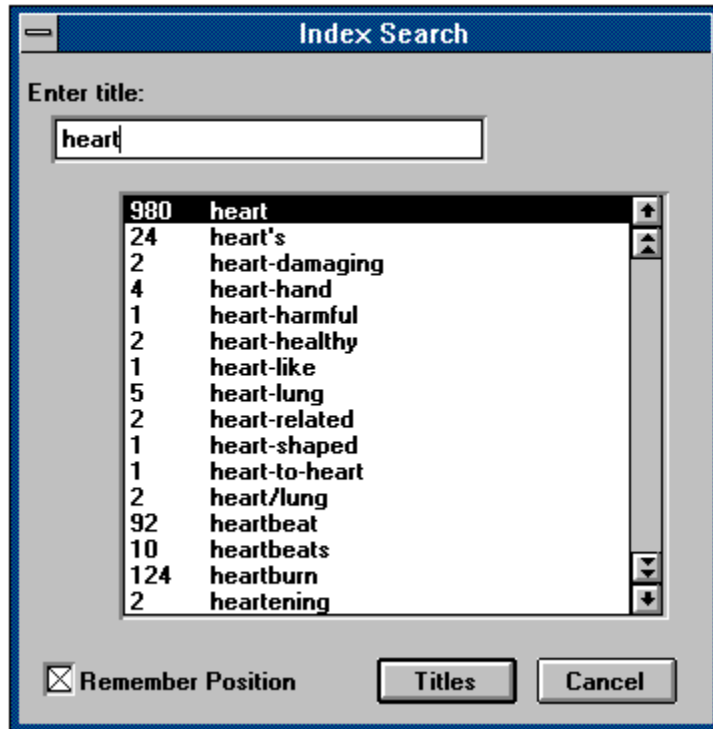 Index Search
Enter title:
heart
980 heart
24 heart's
2 heart-damaging
4 heart-hand
1 heart-harmful
2 heart-healthy
1 heart-like
5 heart-lung
2 heart-related
1 heart-shaped
1 heart-to-heart
2 heart/lung
92 heartbeat
10 heartbeats
124 heartburn
2 heartening
Remember Position Titles Cancel